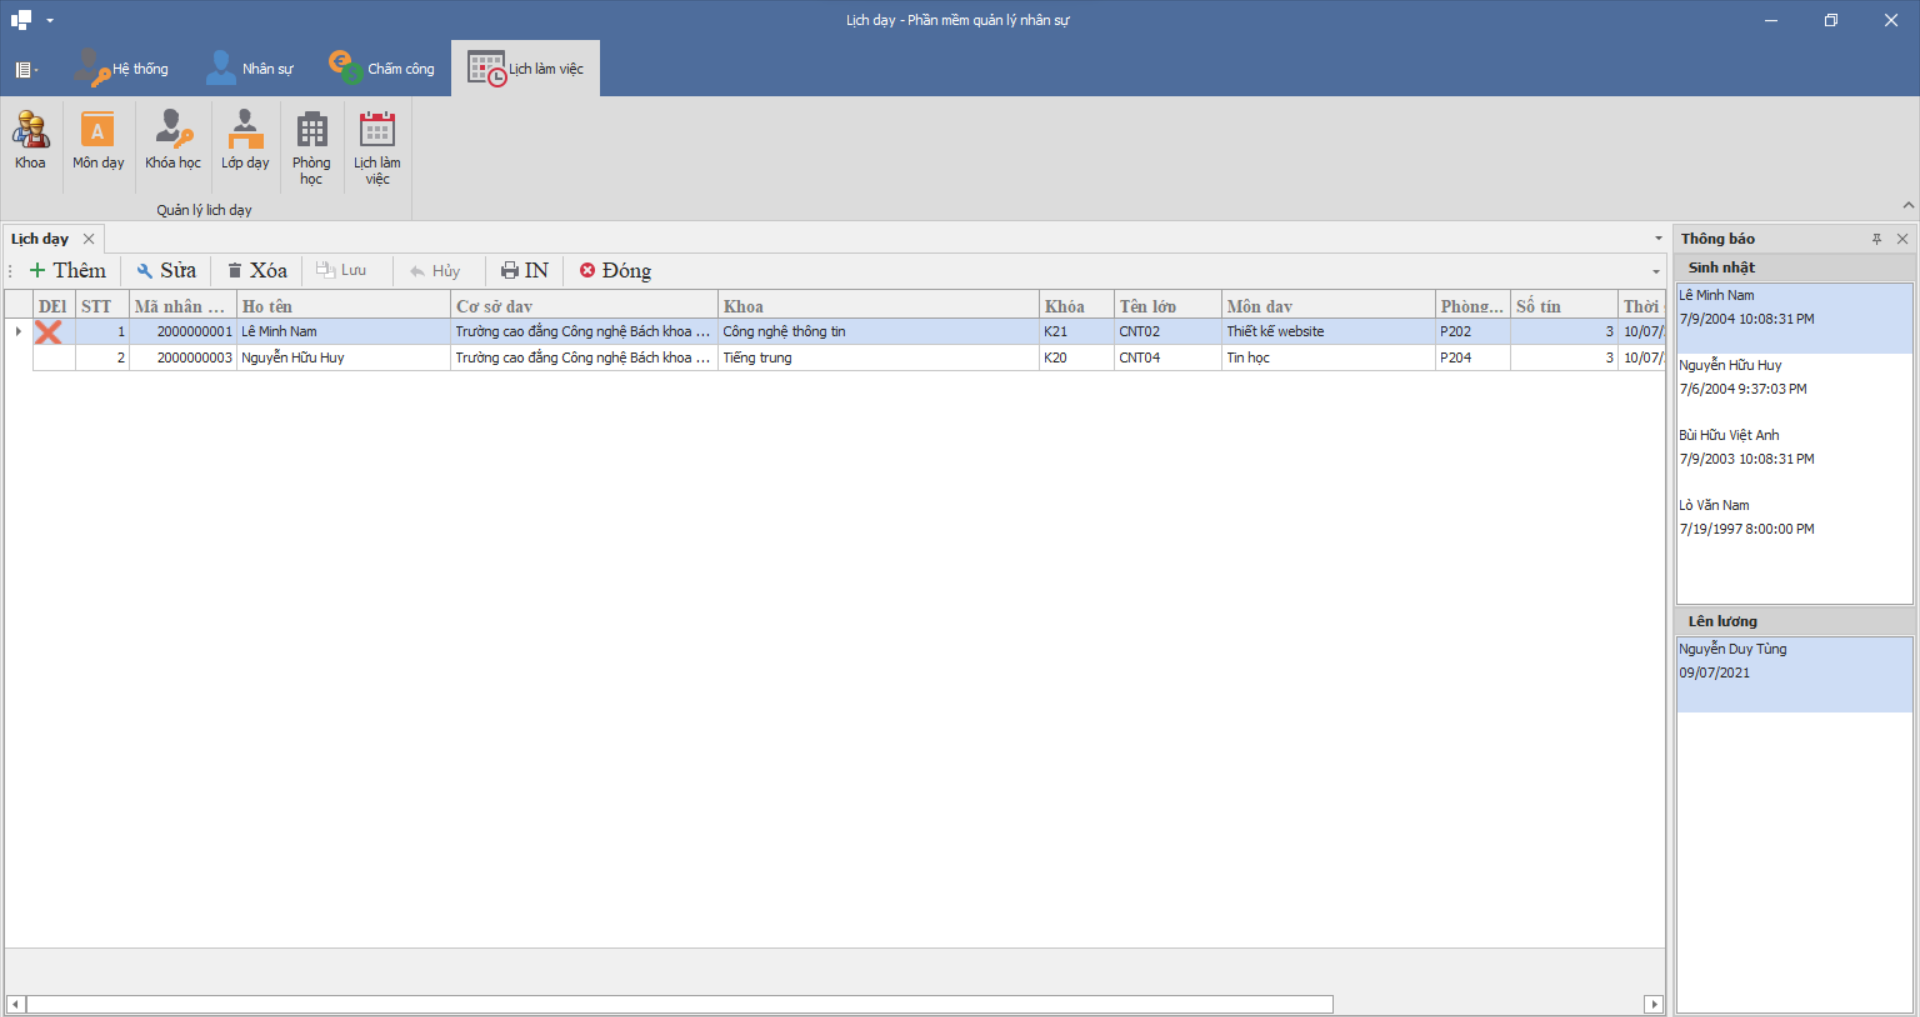 Lịch dạy - Phần mềm quản lý nhân sự
Hệ thống
Nhân sự
Chấm công
Lịch làm việc
Khoa
Môn dạy
A
Khóa học
Lớp dạy
Phòng học
Lịch làm việc
Quản lý lich dạy
Lịch dạy
Thêm
Sửa
Xóa
Lưu
Hủy
IN
Đóng
DEl STT Mã nhân ... Ho tên Cơ sở day Khoa Khóa Tên lớp Môn day Phòng... Số tín Thời
1 2000000001 Lê Minh Nam Trường cao đẳng Công nghệ Bách khoa ... Công nghệ thông tin K21 CNT02 Thiết kế website P202 3 10/07/
2 2000000003 Nguyễn Hữu Huy Trường cao đẳng Công nghệ Bách khoa ... Tiếng trung K20 CNT04 Tin học P204 3 10/07/
Thông báo
Sinh nhật
Lê Minh Nam
7/9/2004 10:08:31 PM
Nguyễn Hữu Huy
7/6/2004 9:37:03 PM
Bùi Hữu Việt Anh
7/9/2003 10:08:31 PM
Lò Văn Nam
7/19/1997 8:00:00 PM
Lên lương
Nguyễn Duy Tùng
09/07/2021